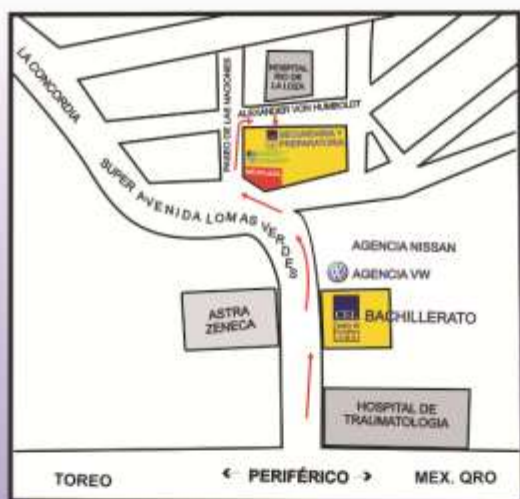 LA CONCORDIA
PASEO DE LAS NACIONES
HOSPITAL
RIO DE
LA LOZA
ALEXANDER VON HUMBOLDT
SECUNDARIA Y
PREPARATORIA
SUPER AVENIDA LOMAS VERDES
AGENCIA NISSAN
AGENCIA VW
ASTRA
ZENECA
BACHILLERATO
HOSPITAL DE
TRAUMATOLOGIA
TOREO
PERIFÉRICO
MEX. QRO